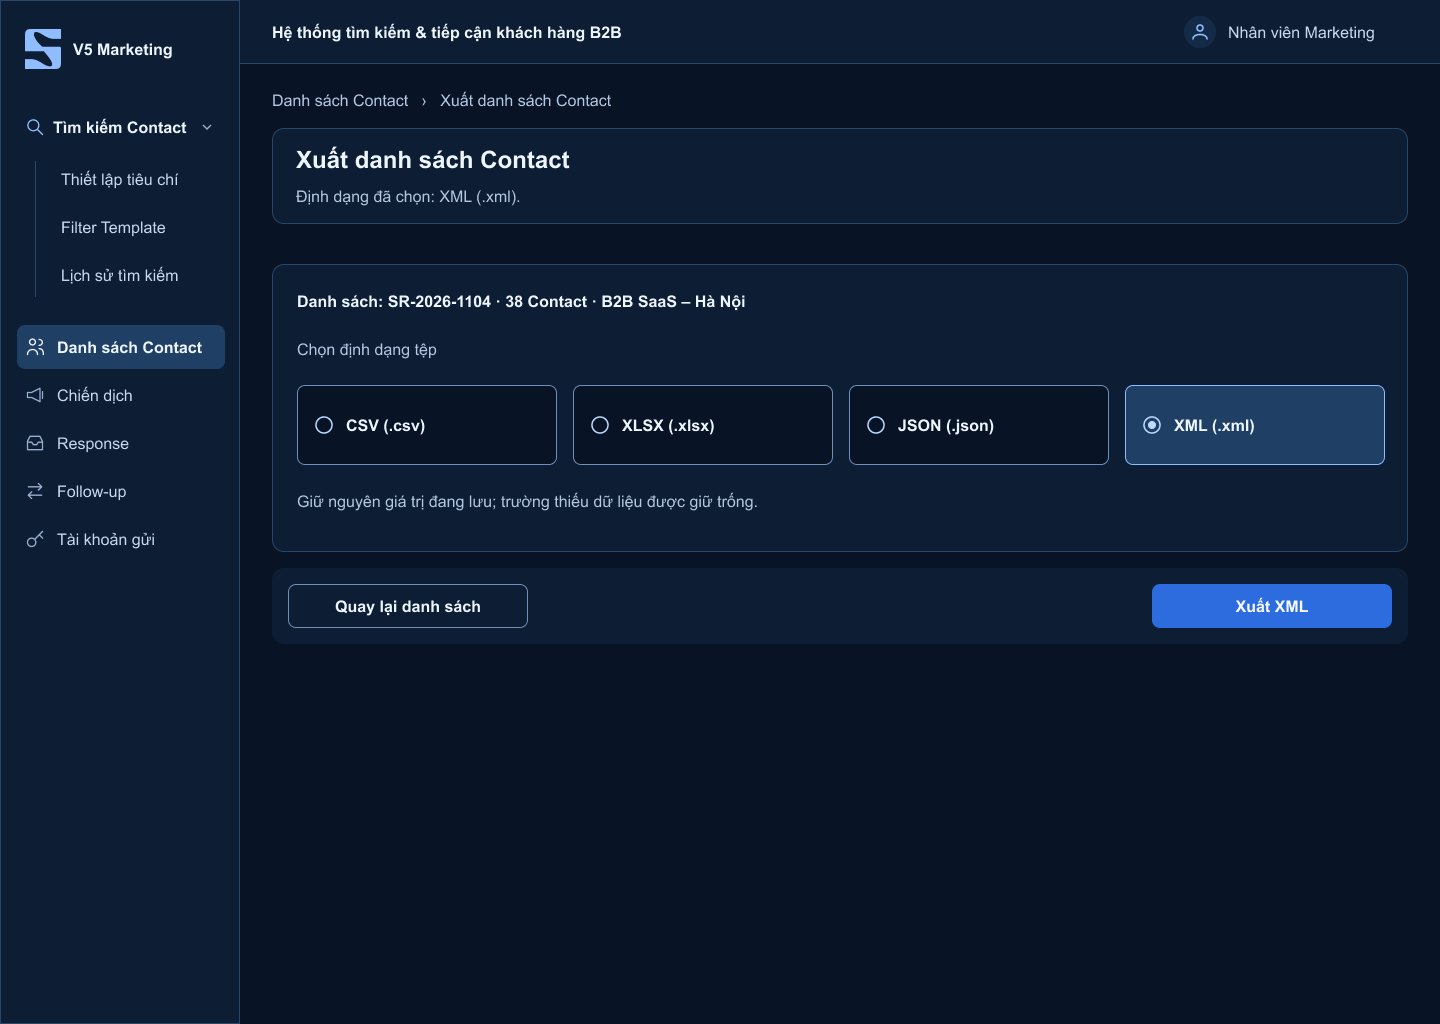 V5 Marketing
Hệ thống tìm kiếm & tiếp cận khách hàng B2B
Nhân viên Marketing
Tìm kiếm Contact
Thiết lập tiêu chí
Filter Template
Lịch sử tìm kiếm
Danh sách Contact
Chiến dịch
Response
Follow-up
Tài khoản gửi
Danh sách Contact › Xuất danh sách Contact
Xuất danh sách Contact
Định dạng đã chọn: XML (.xml).
Danh sách: SR-2026-1104 · 38 Contact · B2B SaaS – Hà Nội
Chọn định dạng tệp
CSV (.csv)
XLSX (.xlsx)
JSON (.json)
XML (.xml)
Giữ nguyên giá trị đang lưu; trường thiếu dữ liệu được giữ trống.
Quay lại danh sách
Xuất XML